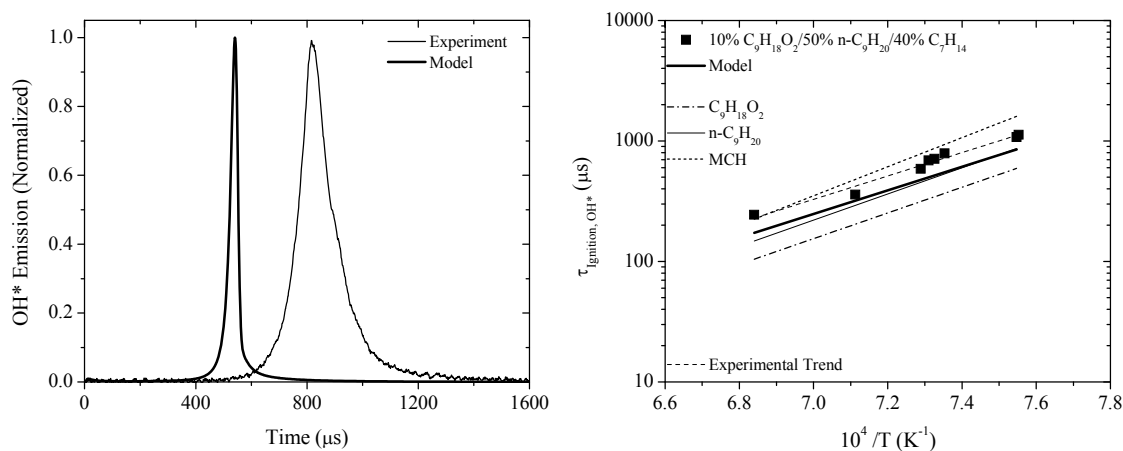 OH* Emission (Normalized)
1.0
0.8
0.6
0.4
0.2
0.0
Experiment
Model
0
400
800
1200
1600
Time (μs)
τ Ignition, OH* (μs)
10000
1000
100
10
10% C₉H₁₈O₂/50% n-C₉H₂₀/40% C₇H₁₄
Model
C₉H₁₈O₂
n-C₉H₂₀
MCH
Experimental Trend
6.6
6.8
7.0
7.2
7.4
7.6
7.8
10⁴ /T (K⁻¹)